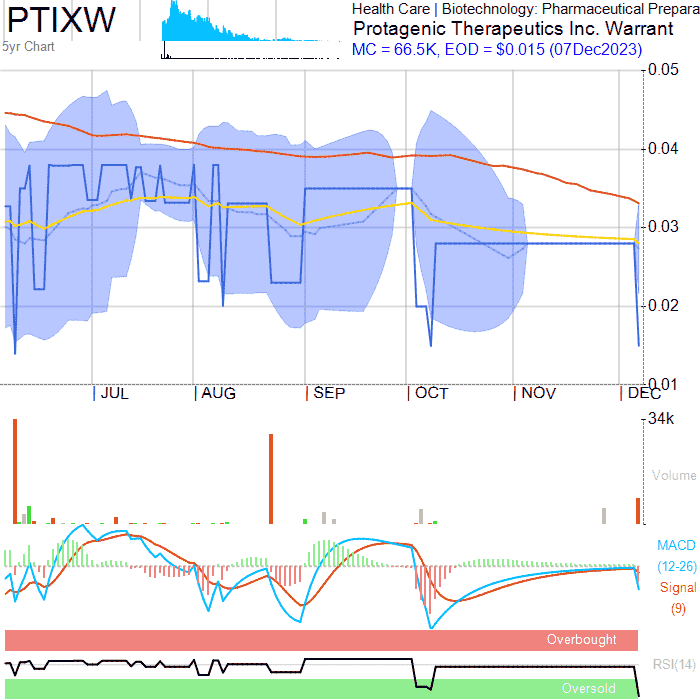 PTIXW
5yr Chart
Health Care | Biotechnology: Pharmaceutical Prepara
Protagenic Therapeutics Inc. Warrant
MC = 66.5K, EOD = $0.015 (07Dec2023)
0.05
0.04
0.03
0.02
0.01
JUL
AUG
SEP
OCT
NOV
DEC
34k
Volume
MACD
(12-26)
Signal
(9)
Overbought
RSI(14)
Oversold